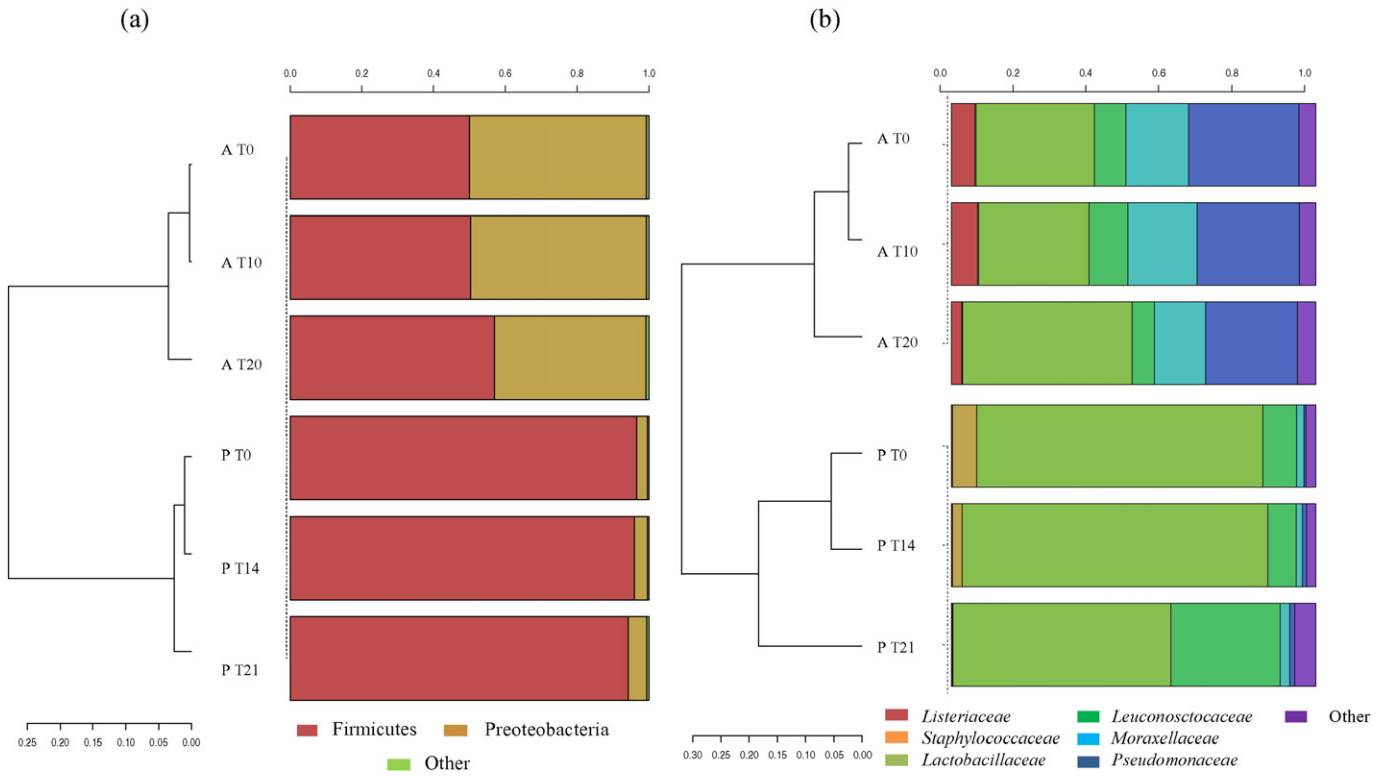 (a)
(b)
0.0 0.2 0.4 0.6 0.8 1.0
0.0 0.2 0.4 0.6 0.8 1.0
A T0
A T10
A T20
P T0
P T14
P T21
A T0
A T10
A T20
P T0
P T14
P T21
0.25 0.20 0.15 0.10 0.05 0.00
Firmicutes Preoteobacteria
Other
0.30 0.25 0.20 0.15 0.10 0.05 0.00
Listeriaceae Leuconosctocaceae Other
Staphylococcaceae Moraxellaceae
Lactobacillaceae Pseudomonaceae